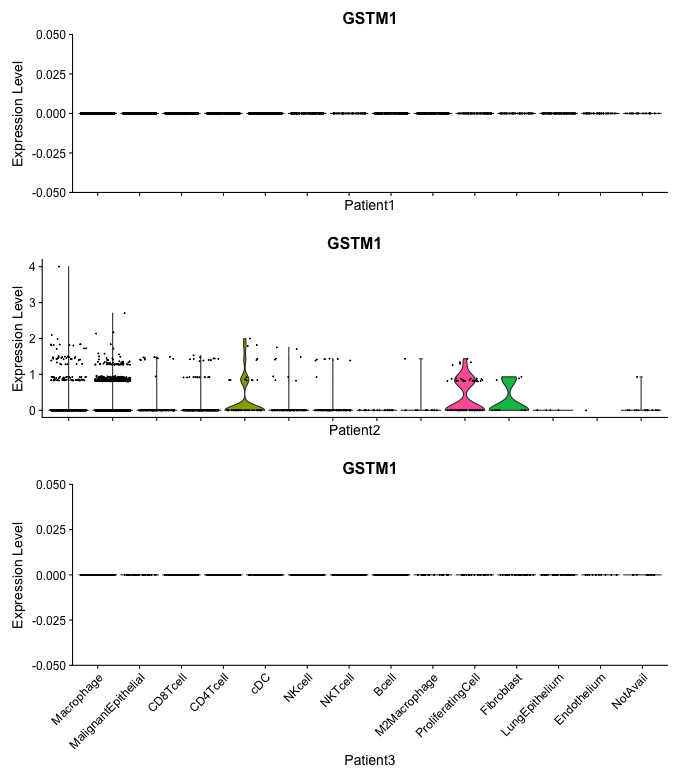 GSTM1
0.050
0.025
0.000
-0.025
-0.050
Expression Level
Patient1
GSTM1
4
3
2
1
0
Expression Level
Patient2
GSTM1
0.050
0.025
0.000
-0.025
-0.050
Expression Level
Macrophage
MalignantEpithelial
CD8Tcell
CD4Tcell
cDC
NKcell
NKTcell
Bcell
M2Macrophage
ProliferatingCell
Fibroblast
LungEpithelium
Endothelium
NotAvail
Patient3